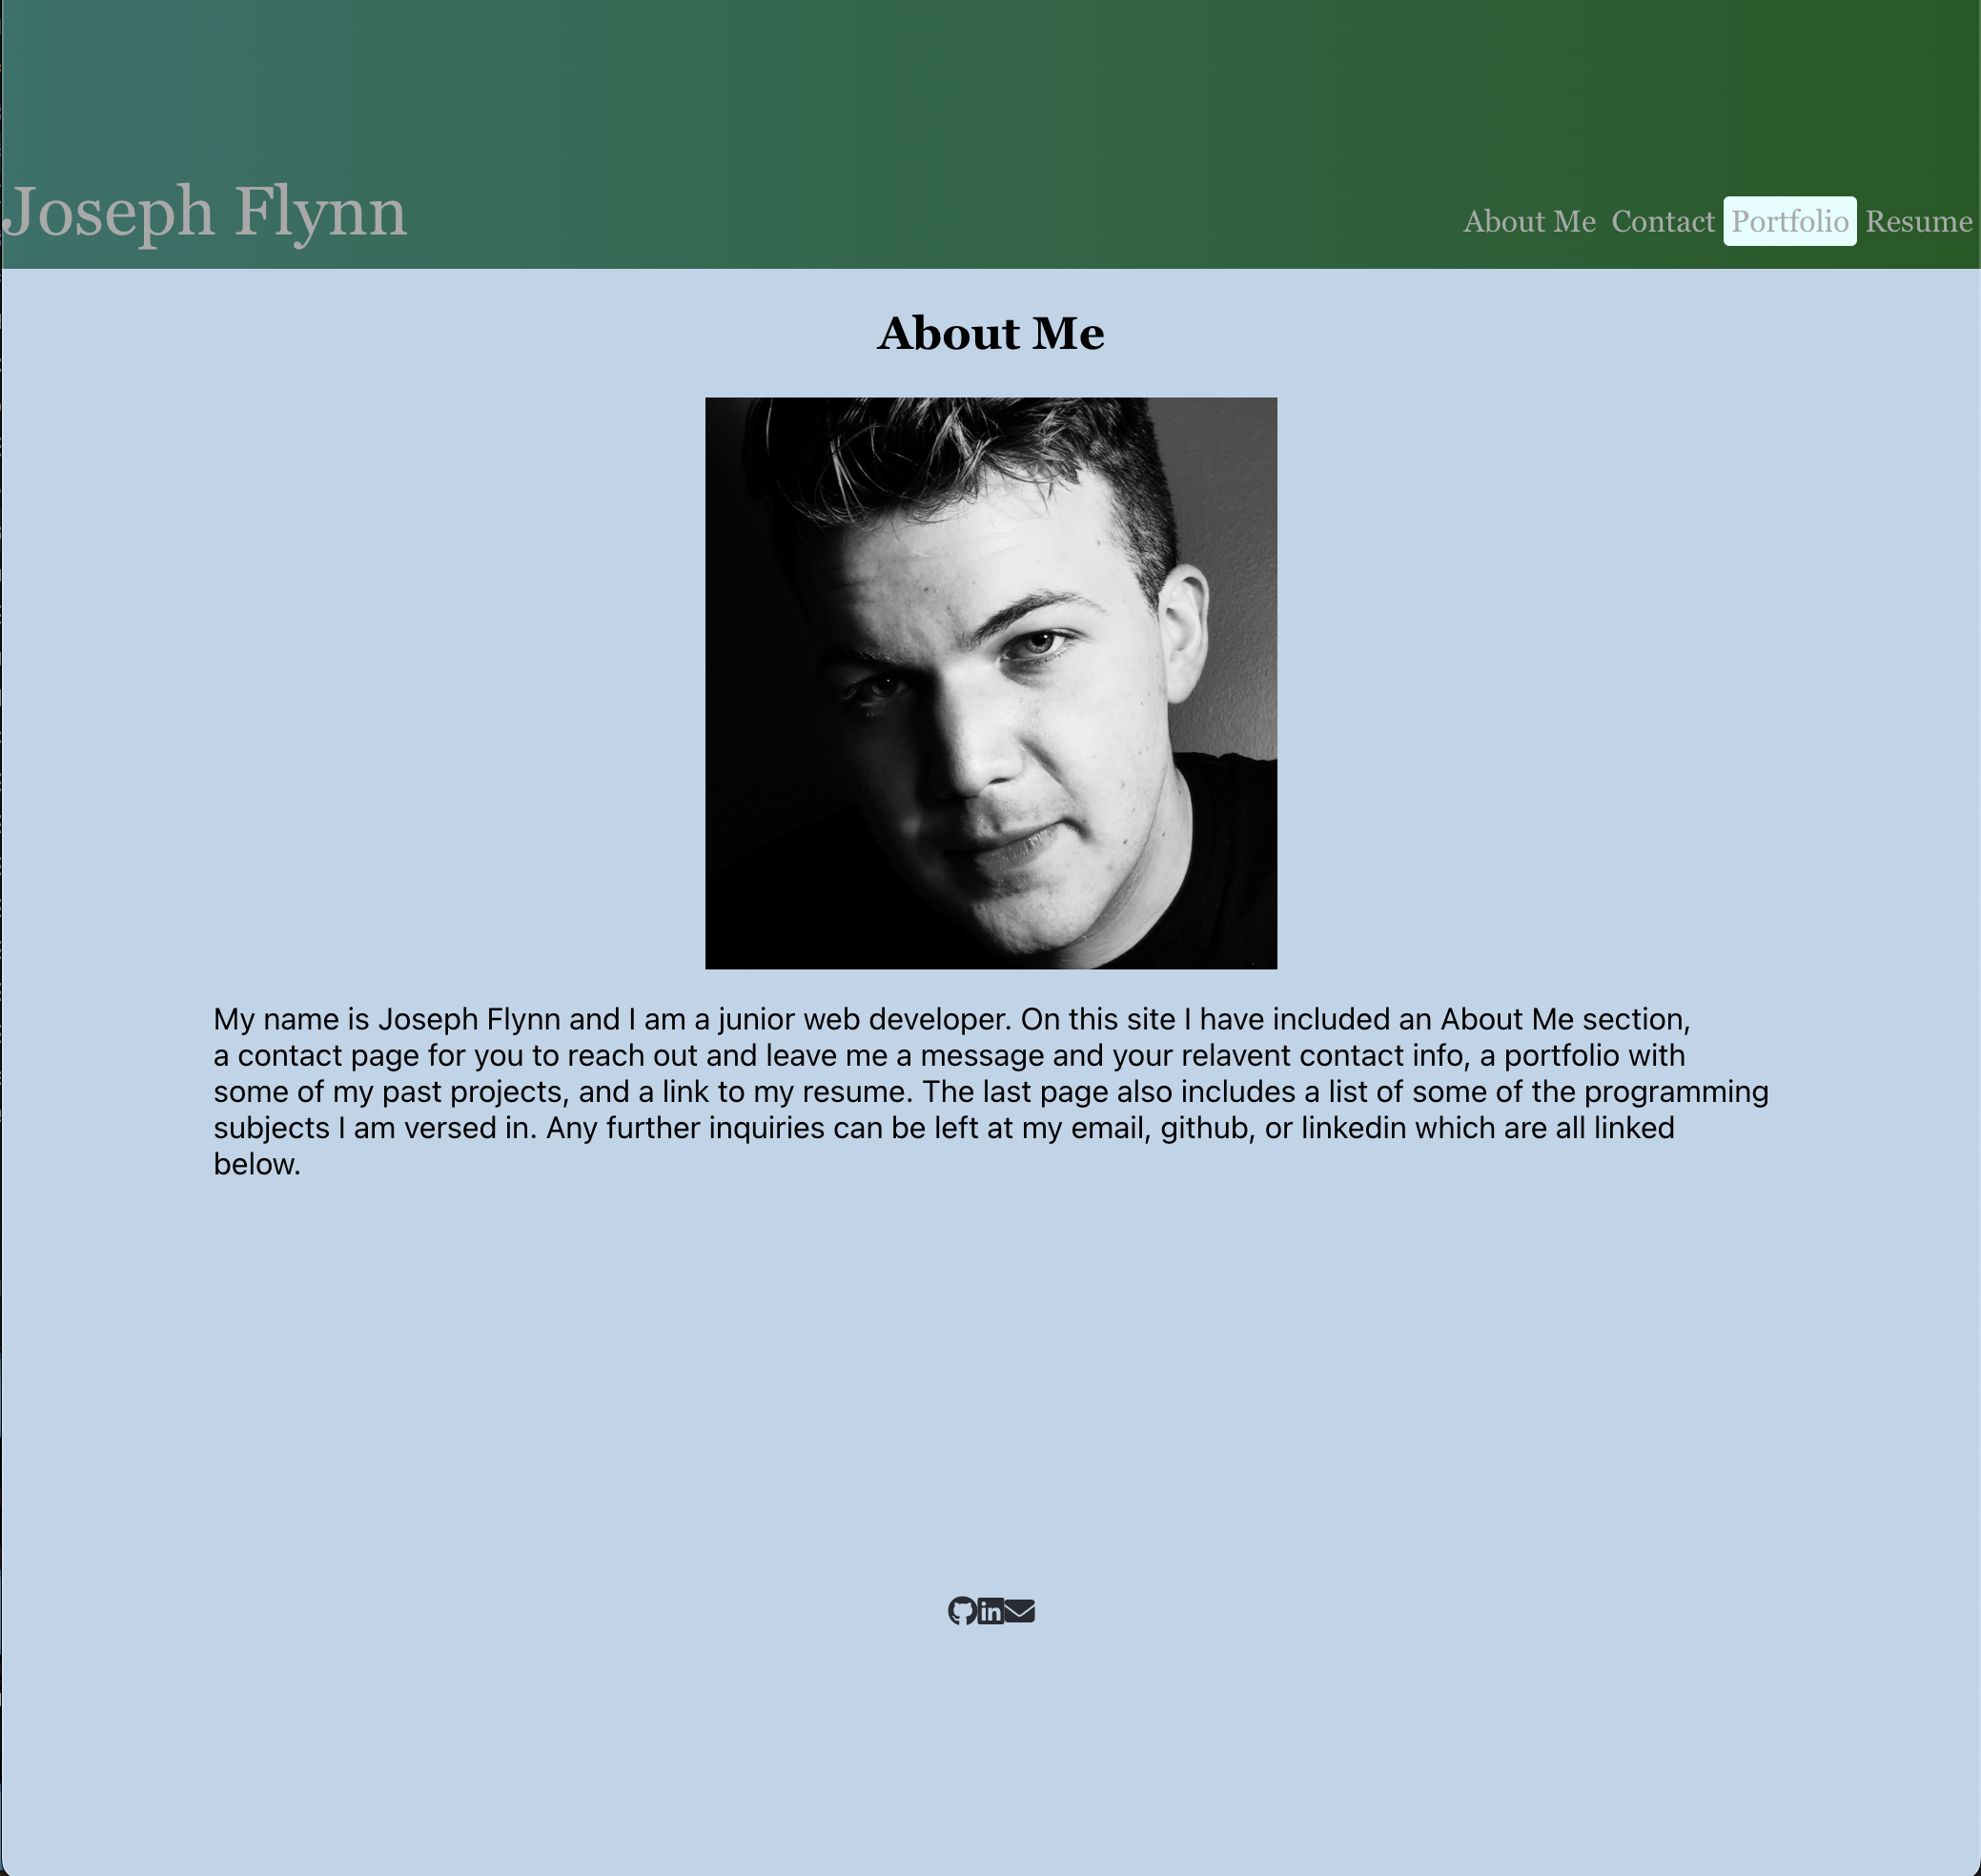 Joseph Flynn
About Me Contact Portfolio Resume
About Me
My name is Joseph Flynn and I am a junior web developer. On this site I have included an About Me section,
a contact page for you to reach out and leave me a message and your relavent contact info, a portfolio with
some of my past projects, and a link to my resume. The last page also includes a list of some of the programming
subjects I am versed in. Any further inquiries can be left at my email, github, or linkedin which are all linked
below.
in